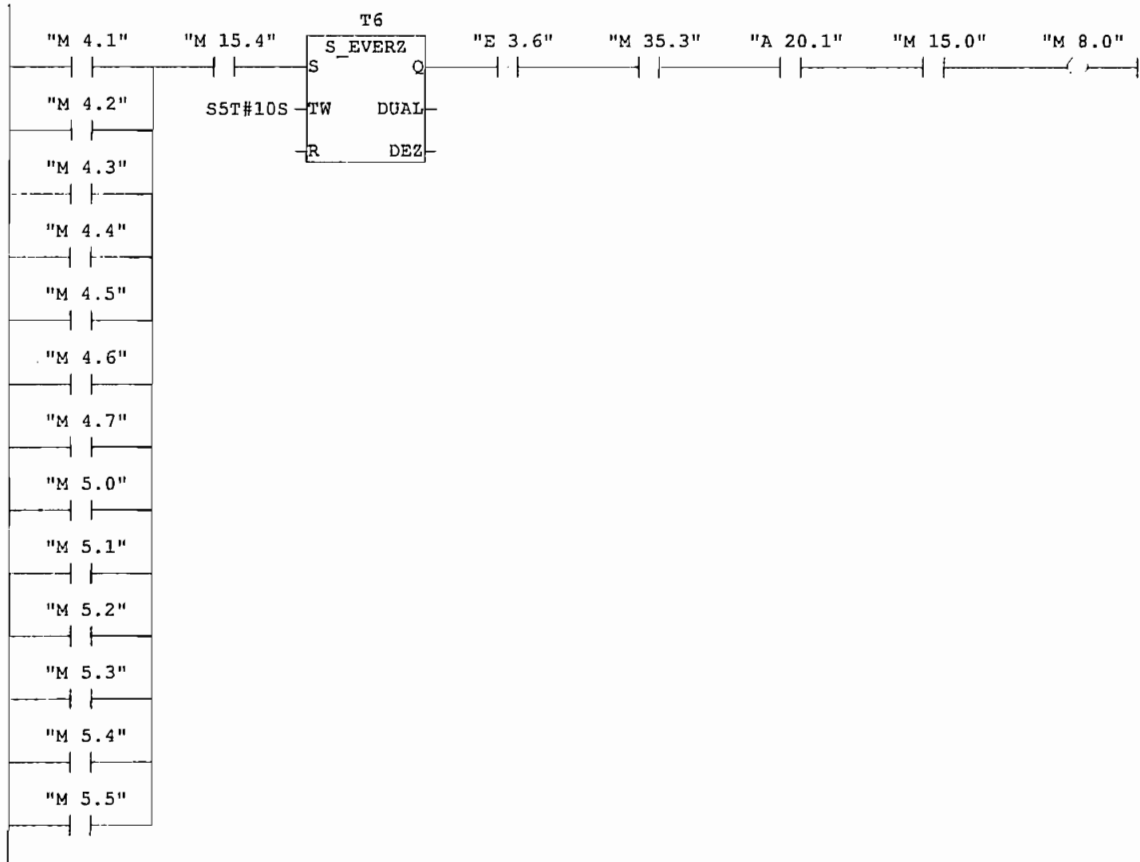 T6
"M 4.1" "M 15.4" S_EVERZ "E 3.6" "M 35.3" "A 20.1" "M 15.0" "M 8.0"
S Q
"M 4.2"
S5T#10S TW DUAL
R DEZ
"M 4.3"
"M 4.4"
"M 4.5"
"M 4.6"
"M 4.7"
"M 5.0"
"M 5.1"
"M 5.2"
"M 5.3"
"M 5.4"
"M 5.5"